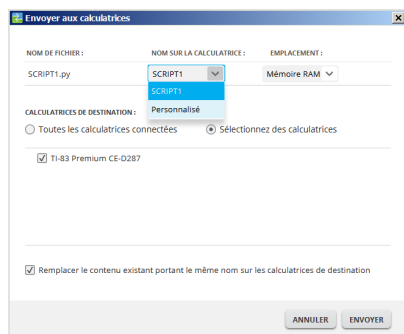 Envoyer aux calculatrices
NOM DE FICHIER : NOM SUR LA CALCULATRICE : EMPLACEMENT :
SCRIPT1.py SCRIPT1 Mémoire RAM
SCRIPT1
Personnalisé
CALCULATRICES DE DESTINATION :
Toutes les calculatrices connectées Sélectionnez des calculatrices
TI-83 Premium CE-D287
Remplacer le contenu existant portant le même nom sur les calculatrices de destination
ANNULER ENVOYER